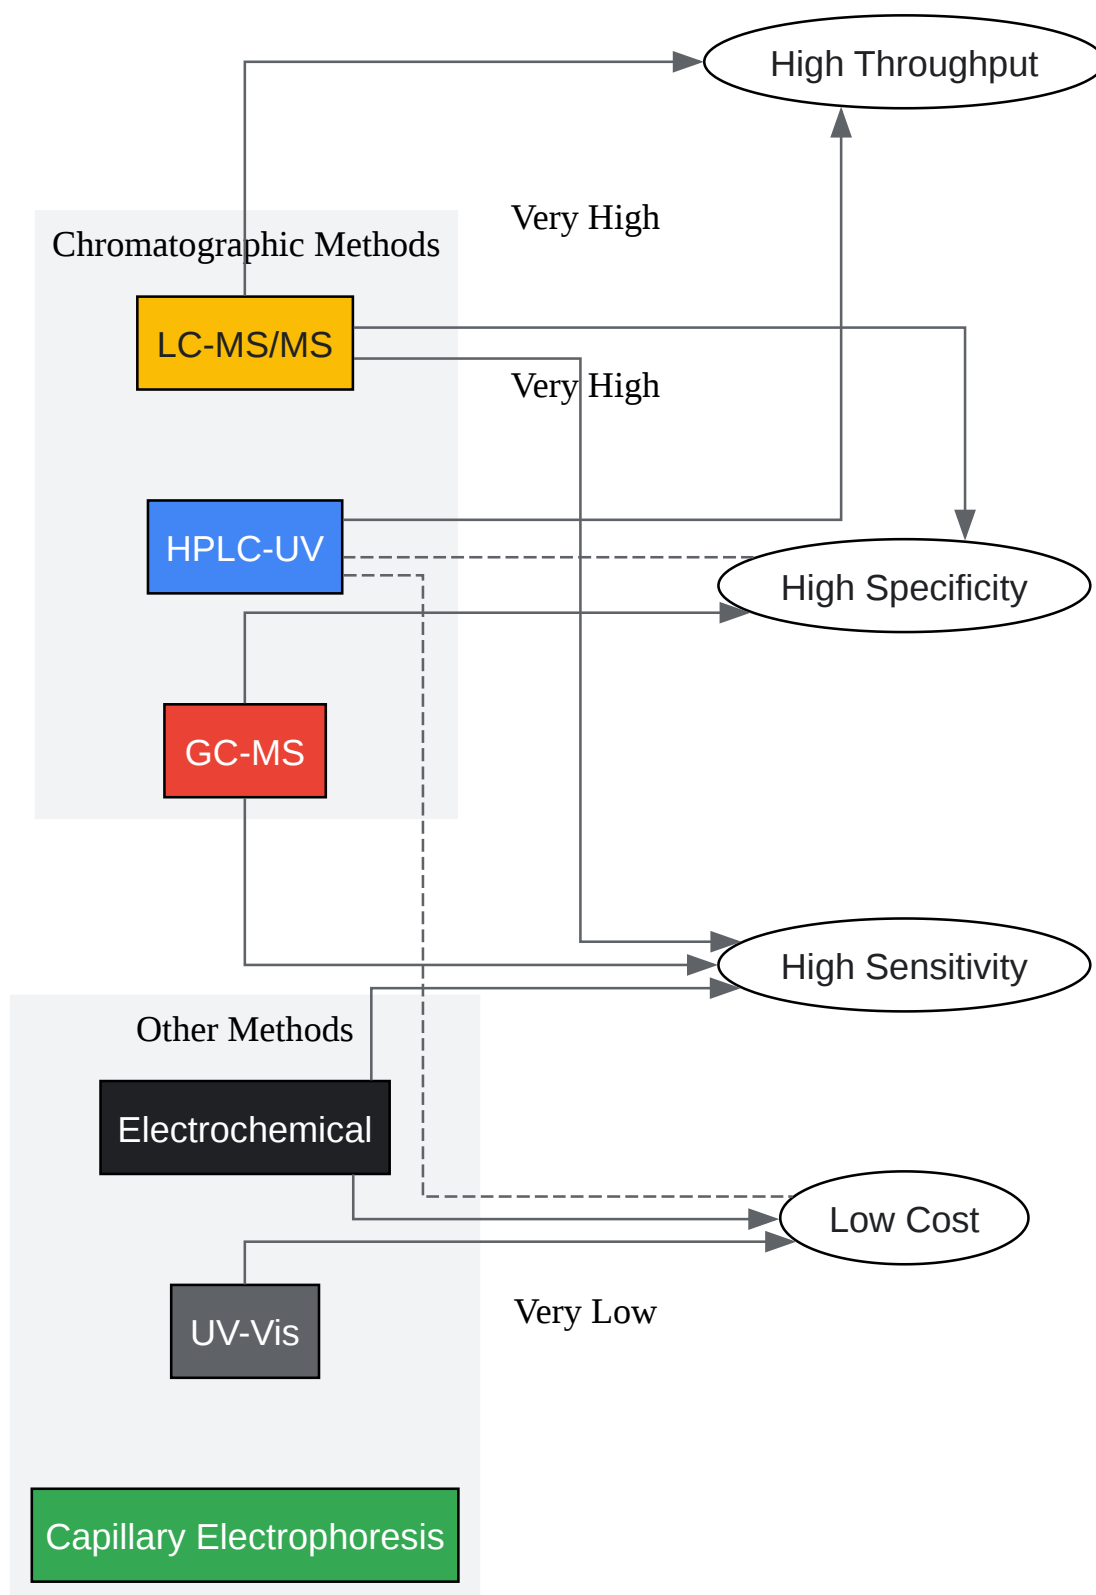 High Throughput
Very High
Chromatographic Methods
LC-MS/MS
Very High
HPLC-UV
High Specificity
GC-MS
High Sensitivity
Other Methods
Electrochemical
Low Cost
Very Low
UV-Vis
Capillary Electrophoresis